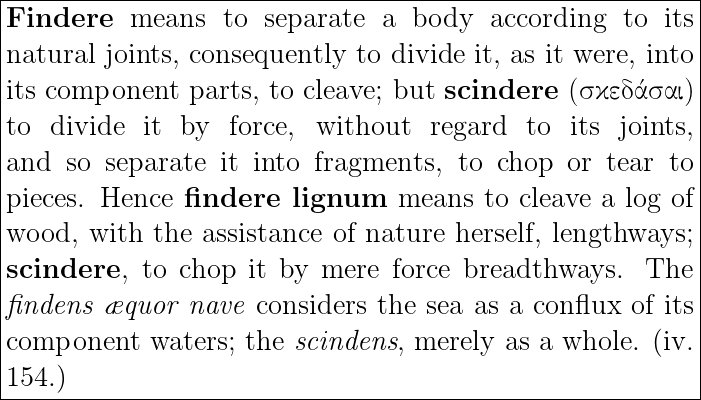 Findere means to separate a body according to its
natural joints, consequently to divide it, as it were, into
its component parts, to cleave; but scindere (σκεδάσαι)
to divide it by force, without regard to its joints,
and so separate it into fragments, to chop or tear to
pieces. Hence findere lignum means to cleave a log of
wood, with the assistance of nature herself, lengthways;
scindere, to chop it by mere force breadthways. The
findens æquor nave considers the sea as a conflux of its
component waters; the scindens, merely as a whole. (iv.
154.)